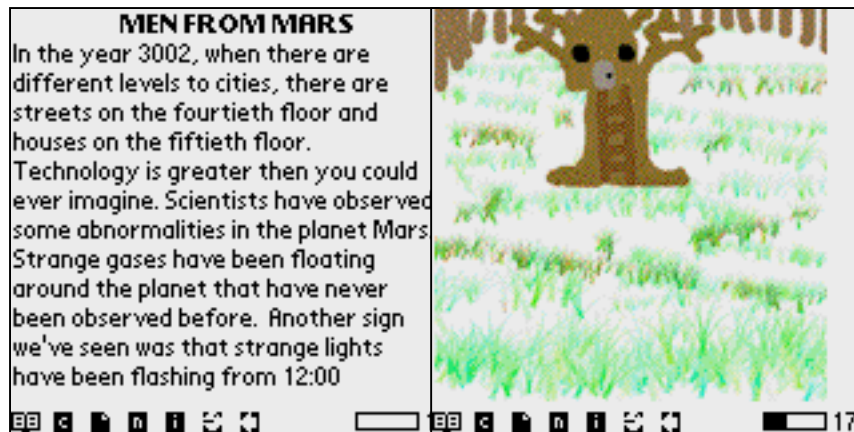 MEN FROM MARS
In the year 3002, when there are
different levels to cities, there are
streets on the fourtieth floor and
houses on the fiftieth floor.
Technology is greater then you could
ever imagine. Scientists have observed
some abnormalities in the planet Mars.
Strange gases have been floating
around the planet that have never
been observed before. Another sign
we've seen was that strange lights
have been flashing from 12:00
c n i
c n i 17